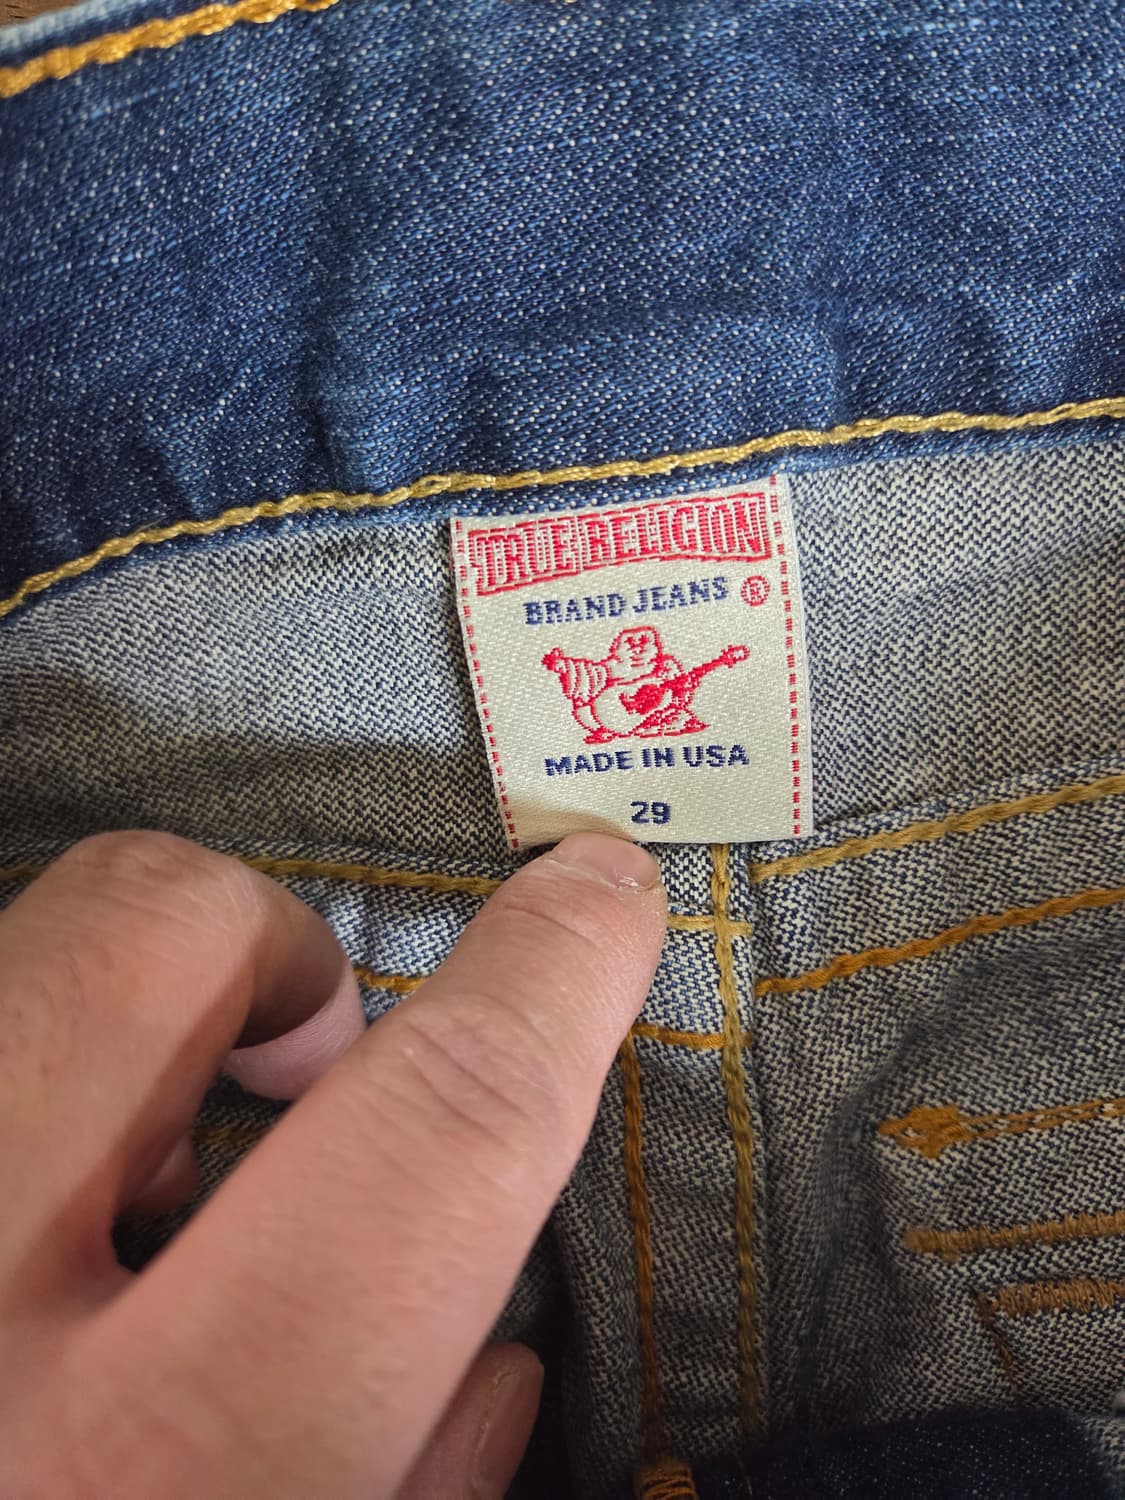 TRUE RELIGION
BRAND JEANS ®
MADE IN USA
29